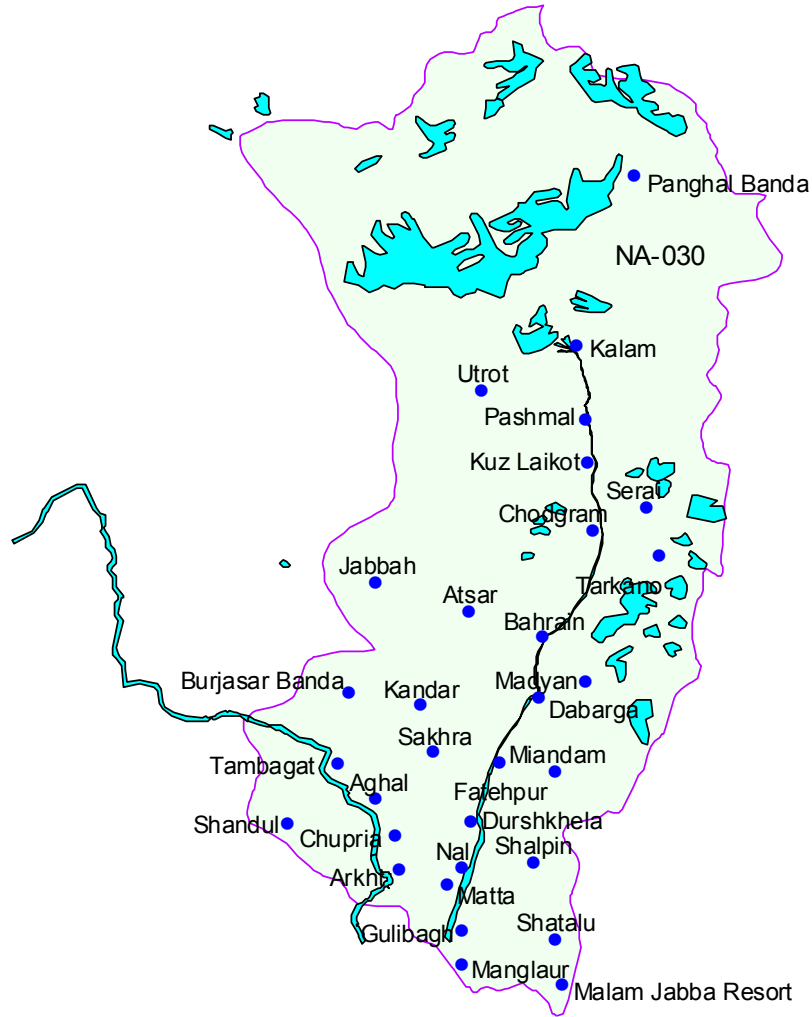 Panghal Banda
NA-030
Kalam
Utrot
Pashmal
Kuz Laikot
Serai
Chodgram
Jabbah
Tarkano
Atsar
Bahrain
Burjasar Banda
Madyan
Kandar
Dabarga
Sakhra
Miandam
Tambagat
Aghal
Fatehpur
Shandul
Durshkhela
Chupria
Shalpin
Nal
Arkhi
Matta
Shatalu
Gulibagh
Manglaur
Malam Jabba Resort